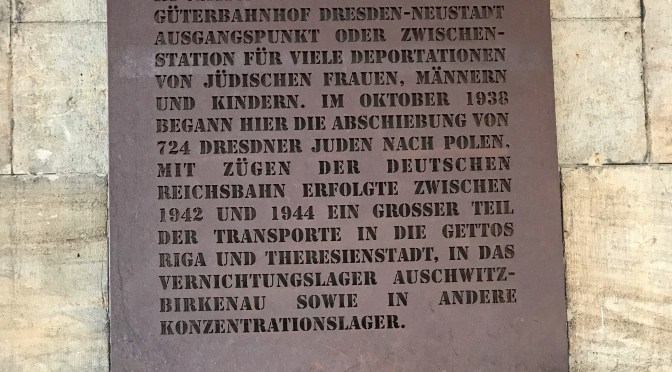 GÜTERBAHNHOF DRESDEN-NEUSTADT
AUSGANGSPUNKT ODER ZWISCHEN-
STATION FÜR VIELE DEPORTATIONEN
VON JÜDISCHEN FRAUEN, MÄNNERN
UND KINDERN. IM OKTOBER 1938
BEGANN HIER DIE ABSCHIEBUNG VON
724 DRESDNER JUDEN NACH POLEN.
MIT ZÜGEN DER DEUTSCHEN
REICHSBAHN ERFOLGTE ZWISCHEN
1942 UND 1944 EIN GROSSER TEIL
DER TRANSPORTE IN DIE GETTOS
RIGA UND THERESIENSTADT, IN DAS
VERNICHTUNGSLAGER AUSCHWITZ-
BIRKENAU SOWIE IN ANDERE
KONZENTRATIONSLAGER.